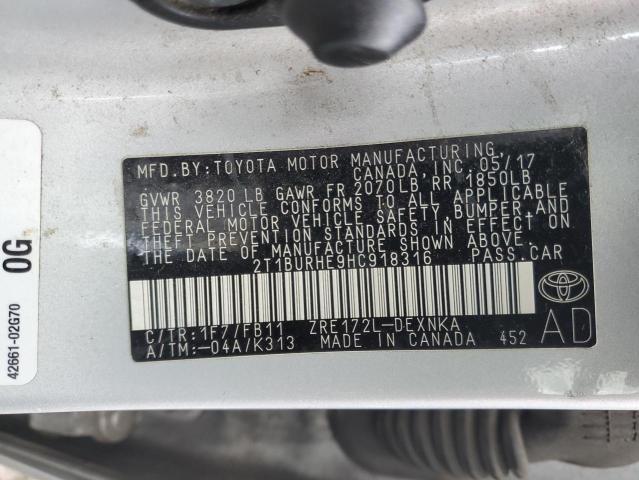 MFD.BY:TOYOTA MOTOR MANUFACTURING,
CANADA, INC. 05/17
GVWR 3820 LB GAWR FR 2070LB RR 1850LB
THIS VEHICLE CONFORMS TO ALL APPLICABLE
FEDERAL MOTOR VEHICLE SAFETY, BUMPER, AND
THEFT PREVENTION STANDARDS IN EFFECT ON
THE DATE OF MANUFACTURE SHOWN ABOVE.
2T1BURHE9HC918316 PASS.CAR
C/TR:1F7/FB11 ZRE172L-DEXNKA
A/TM:-04A/K313 MADE IN CANADA 452
AD
42661-02G70
0G